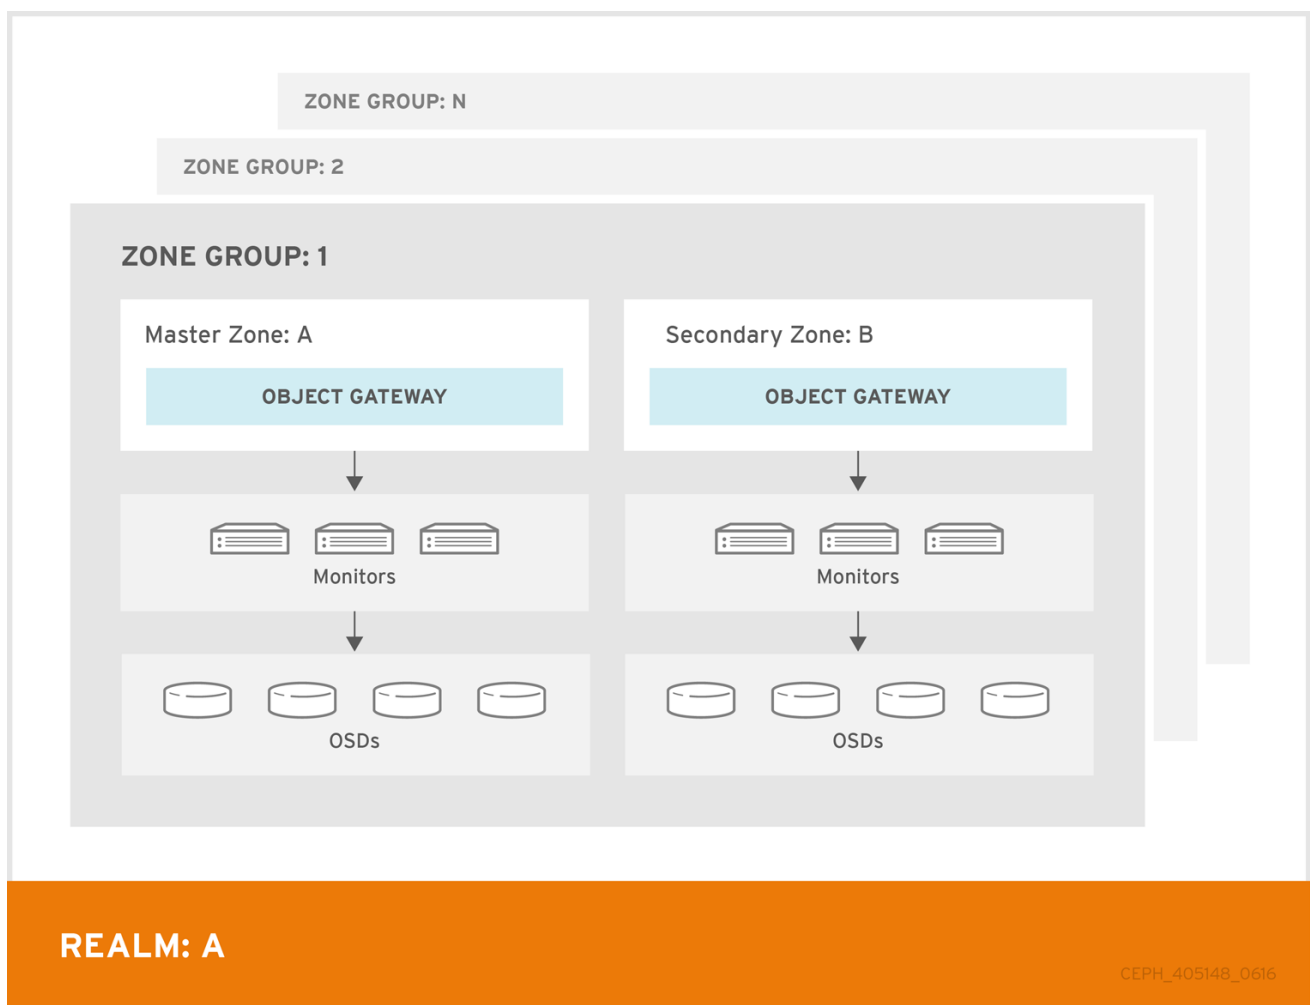 ZONE GROUP: N
ZONE GROUP: 2
ZONE GROUP: 1
Master Zone: A
Secondary Zone: B
OBJECT GATEWAY
OBJECT GATEWAY
Monitors
Monitors
OSDs
OSDs
REALM: A
CEPH_405148_0616